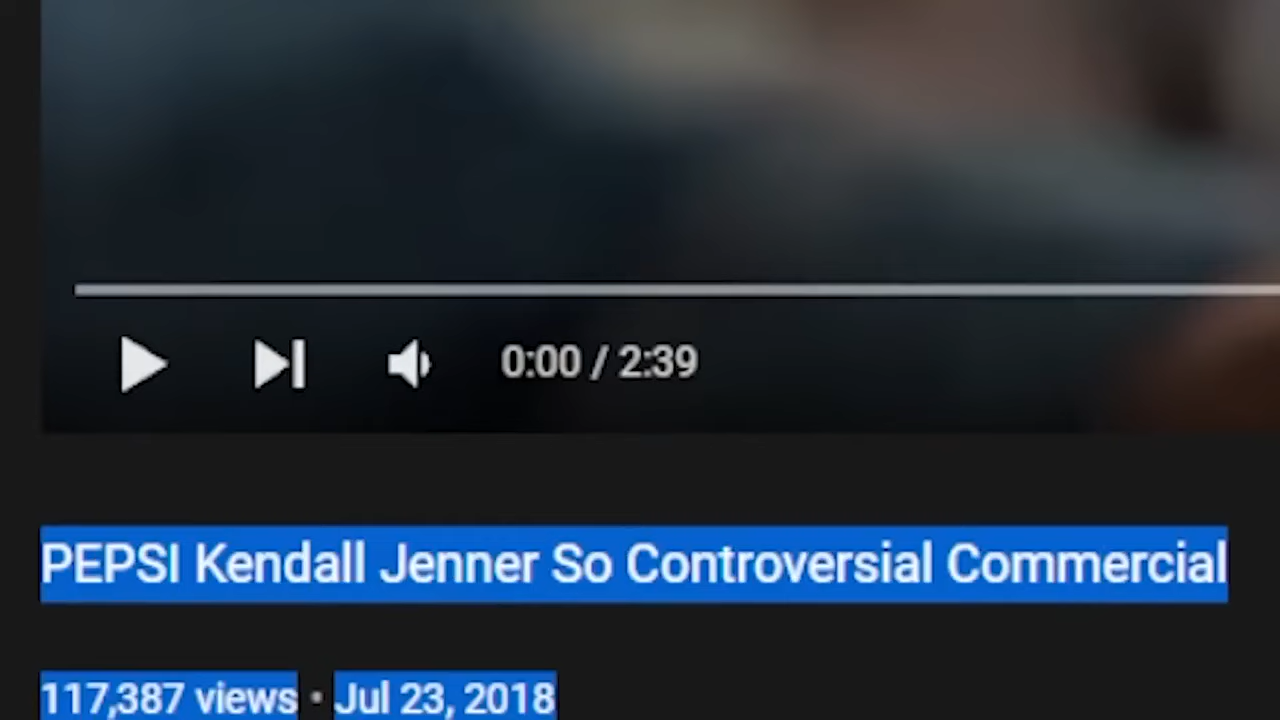 0:00 / 2:39
PEPSI Kendall Jenner So Controversial Commercial
117,387 views • Jul 23, 2018